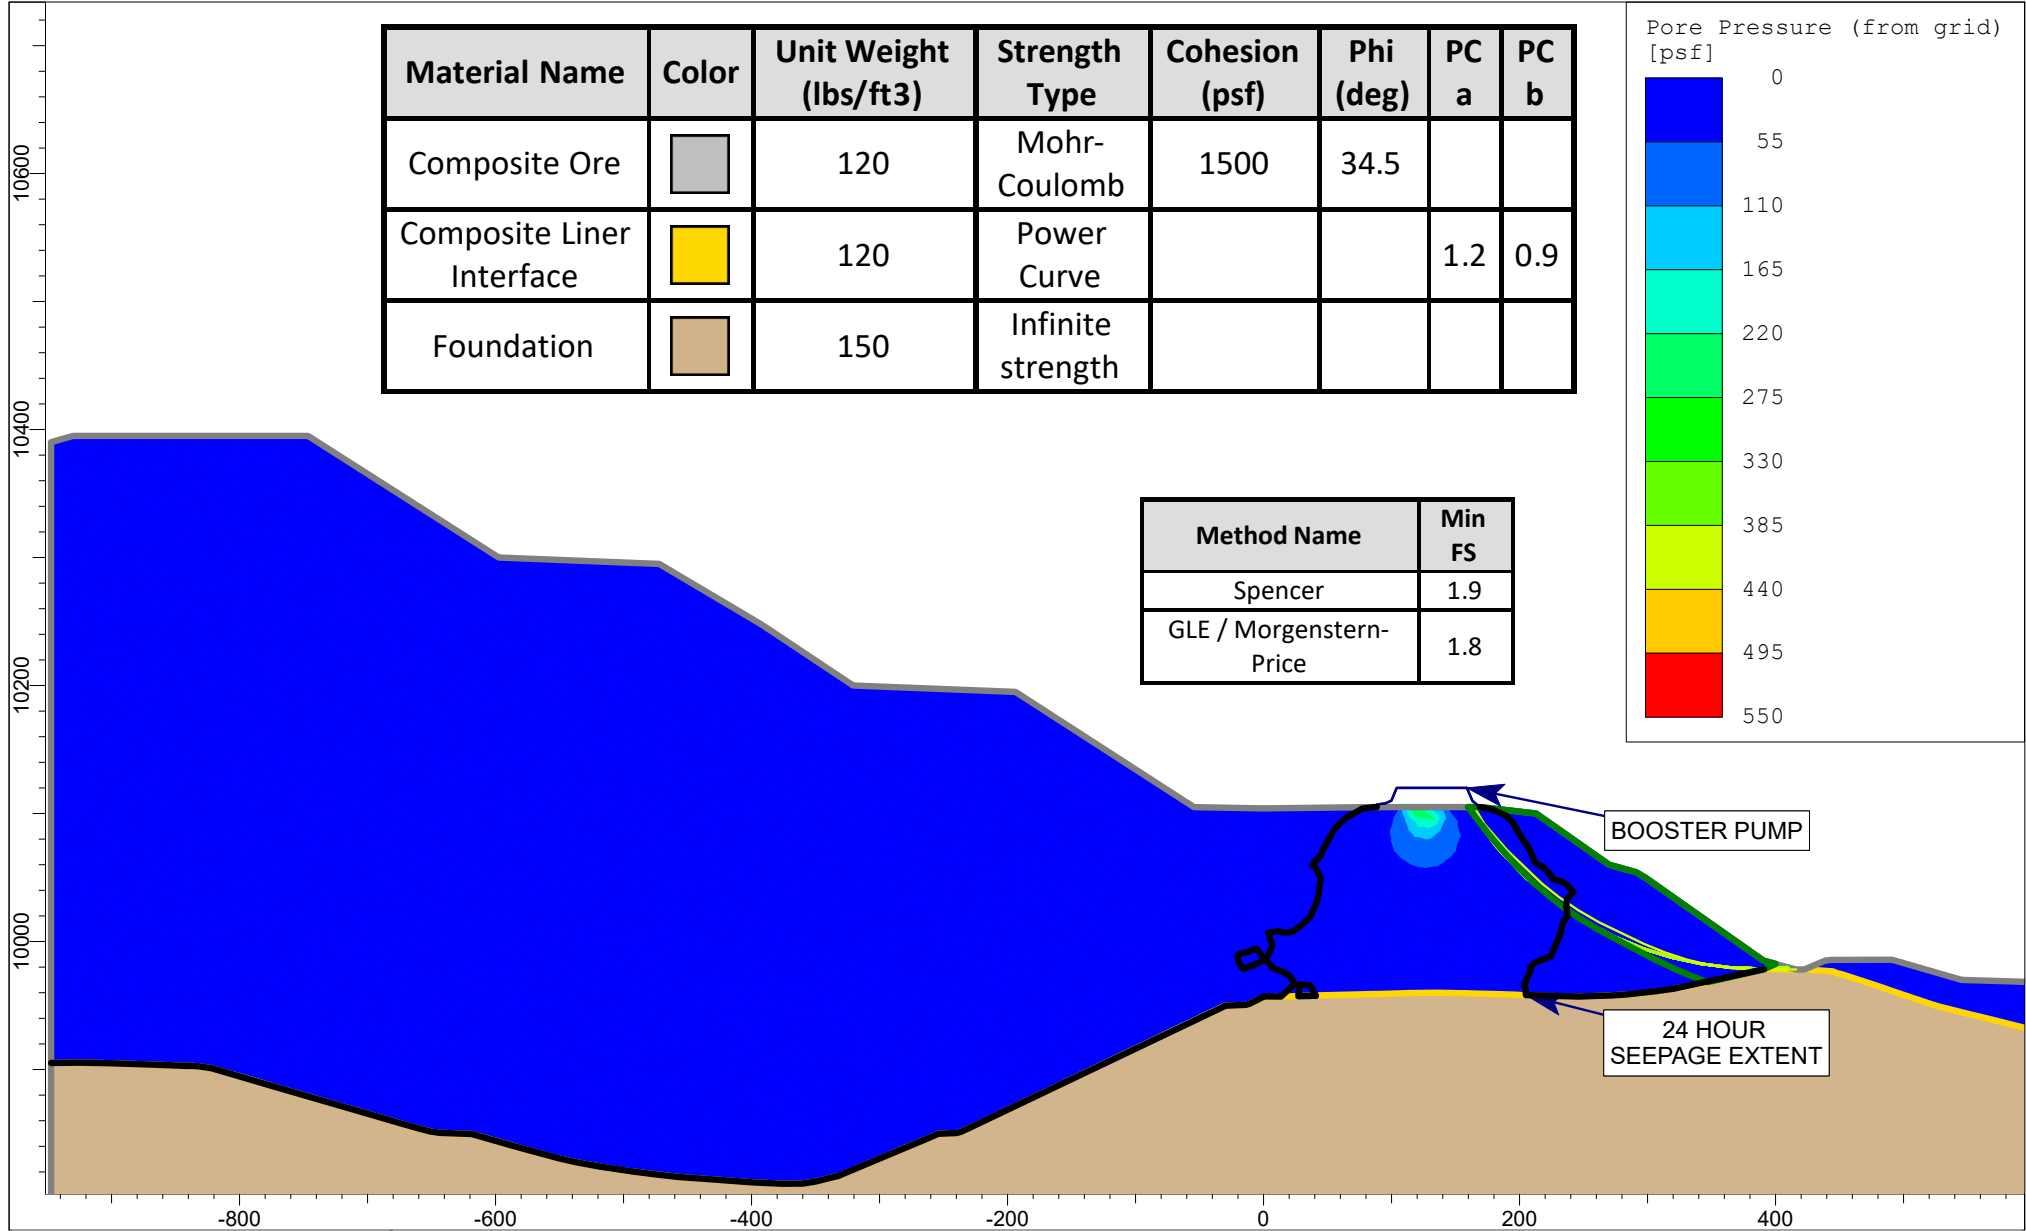 Material Name Color Unit Weight (lbs/ft3) Strength Type Cohesion (psf) Phi (deg) PC a PC b
Composite Ore 120 Mohr-Coulomb 1500 34.5
Composite Liner Interface 120 Power Curve 1.2 0.9
Foundation 150 Infinite strength
Pore Pressure (from grid)
[psf]
0
55
110
165
220
275
330
385
440
495
550
Method Name Min FS
Spencer 1.9
GLE / Morgenstern-Price 1.8
BOOSTER PUMP
24 HOUR
SEEPAGE EXTENT
10600
10400
10200
10000
-800 -600 -400 -200 0 200 400